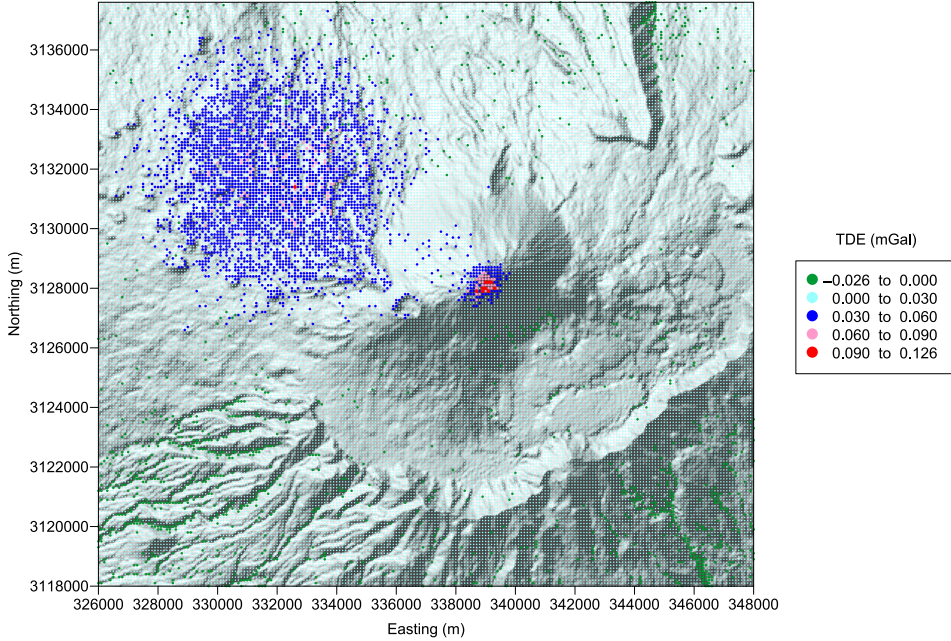 3136000
3134000
3132000
3130000
3128000
3126000
3124000
3122000
3120000
3118000
Northing (m)
326000 328000 330000 332000 334000 336000 338000 340000 342000 344000 346000 348000
Easting (m)
TDE (mGal)
−0.026 to 0.000
0.000 to 0.030
0.030 to 0.060
0.060 to 0.090
0.090 to 0.126